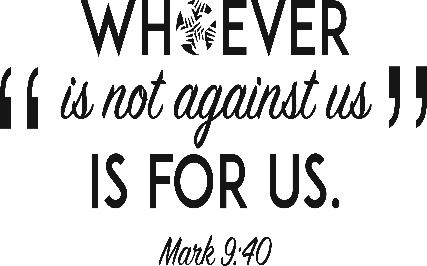 WHOEVER
“is not against us”
IS FOR US.
Mark 9:40